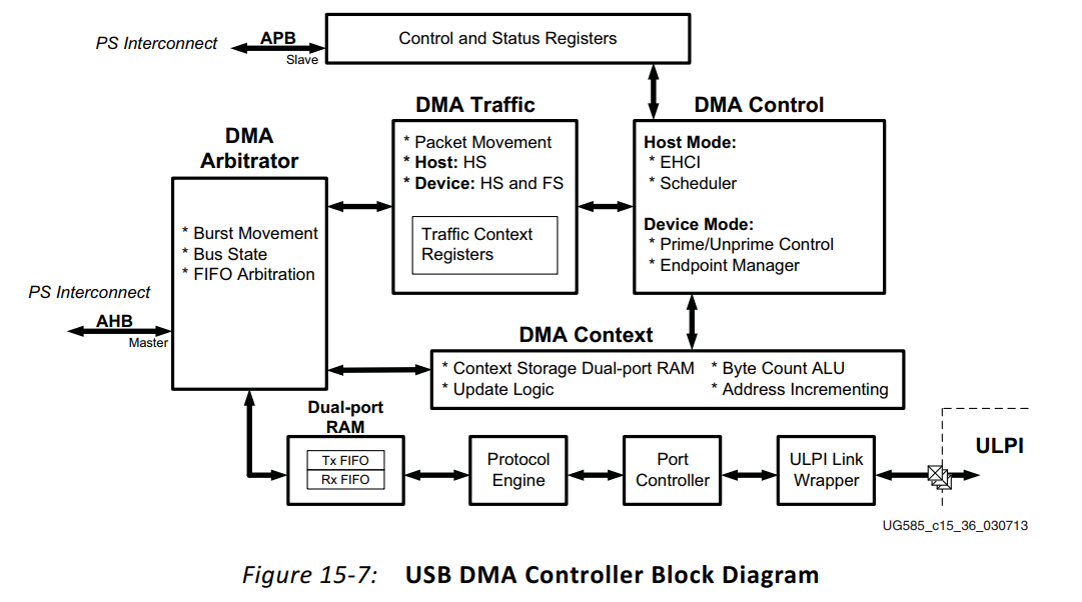 PS Interconnect
APB
Slave
Control and Status Registers
DMA Traffic
* Packet Movement
* Host: HS
* Device: HS and FS
Traffic Context
Registers
DMA Control
Host Mode:
* EHCI
* Scheduler
Device Mode:
* Prime/Unprime Control
* Endpoint Manager
DMA
Arbitrator
* Burst Movement
* Bus State
* FIFO Arbitration
PS Interconnect
AHB
Master
DMA Context
* Context Storage Dual-port RAM
* Update Logic
* Byte Count ALU
* Address Incrementing
Dual-port
RAM
Tx FIFO
Rx FIFO
Protocol
Engine
Port
Controller
ULPI Link
Wrapper
ULPI
UG585_c15_36_030713
Figure 15-7: USB DMA Controller Block Diagram